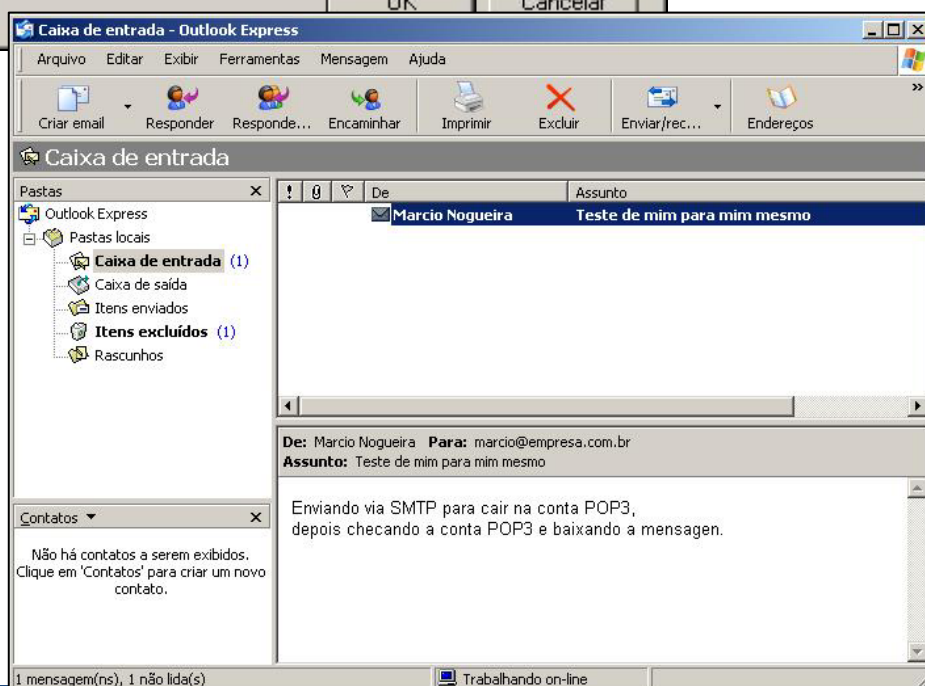 OK Cancelar
Caixa de entrada - Outlook Express
Arquivo Editar Exibir Ferramentas Mensagem Ajuda
Criar email Responder Responde... Encaminhar Imprimir Excluir Enviar/rec... Endereços »
Caixa de entrada
Pastas
Outlook Express
Pastas locais
Caixa de entrada (1)
Caixa de saída
Itens enviados
Itens excluídos (1)
Rascunhos
! De Assunto
Marcio Nogueira Teste de mim para mim mesmo
De: Marcio Nogueira Para: marcio@empresa.com.br
Assunto: Teste de mim para mim mesmo
Enviando via SMTP para cair na conta POP3,
depois checando a conta POP3 e baixando a mensagen.
Contatos
Não há contatos a serem exibidos.
Clique em 'Contatos' para criar um novo
contato.
1 mensagem(ns), 1 não lida(s) Trabalhando on-line